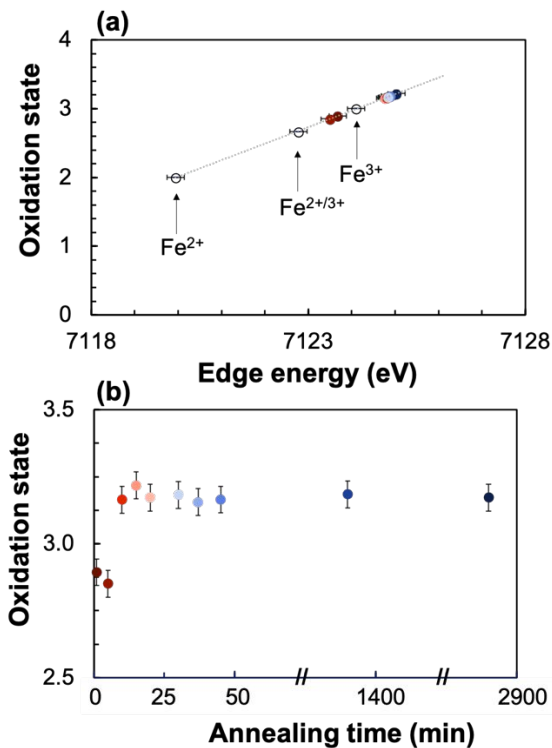 (a)
Oxidation state
4
3
2
1
0
Fe²⁺
Fe²⁺/³⁺
Fe³⁺
7118
7123
7128
Edge energy (eV)
(b)
Oxidation state
3.5
3.0
2.5
0
25
50
//
1400
//
2900
Annealing time (min)